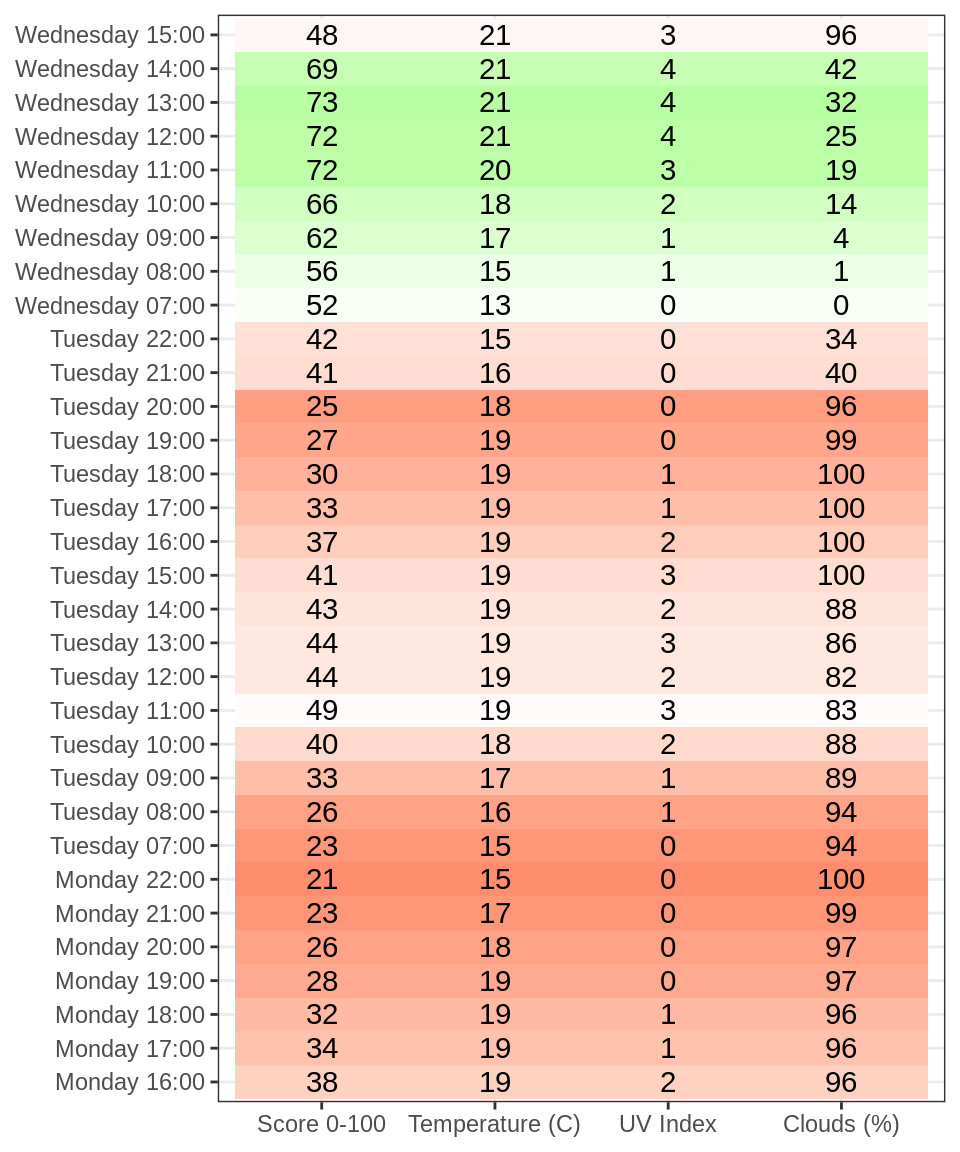 Wednesday 15:00 48 21 3 96
Wednesday 14:00 69 21 4 42
Wednesday 13:00 73 21 4 32
Wednesday 12:00 72 21 4 25
Wednesday 11:00 72 20 3 19
Wednesday 10:00 66 18 2 14
Wednesday 09:00 62 17 1 4
Wednesday 08:00 56 15 1 1
Wednesday 07:00 52 13 0 0
Tuesday 22:00 42 15 0 34
Tuesday 21:00 41 16 0 40
Tuesday 20:00 25 18 0 96
Tuesday 19:00 27 19 0 99
Tuesday 18:00 30 19 1 100
Tuesday 17:00 33 19 1 100
Tuesday 16:00 37 19 2 100
Tuesday 15:00 41 19 3 100
Tuesday 14:00 43 19 2 88
Tuesday 13:00 44 19 3 86
Tuesday 12:00 44 19 2 82
Tuesday 11:00 49 19 3 83
Tuesday 10:00 40 18 2 88
Tuesday 09:00 33 17 1 89
Tuesday 08:00 26 16 1 94
Tuesday 07:00 23 15 0 94
Monday 22:00 21 15 0 100
Monday 21:00 23 17 0 99
Monday 20:00 26 18 0 97
Monday 19:00 28 19 0 97
Monday 18:00 32 19 1 96
Monday 17:00 34 19 1 96
Monday 16:00 38 19 2 96
Score 0-100 Temperature (C) UV Index Clouds (%)